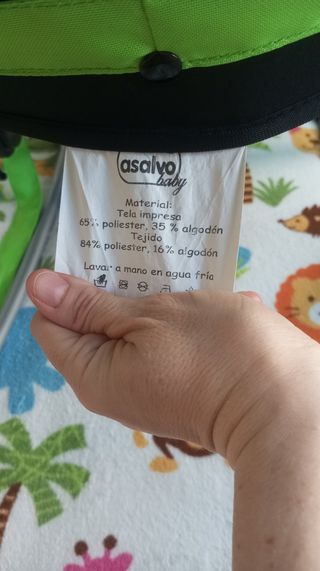 asalvo
baby
Material:
Tela impresa
65% poliester, 35 % algodón
Tejido
84% poliester, 16% algodón
Lavar a mano en agua fría